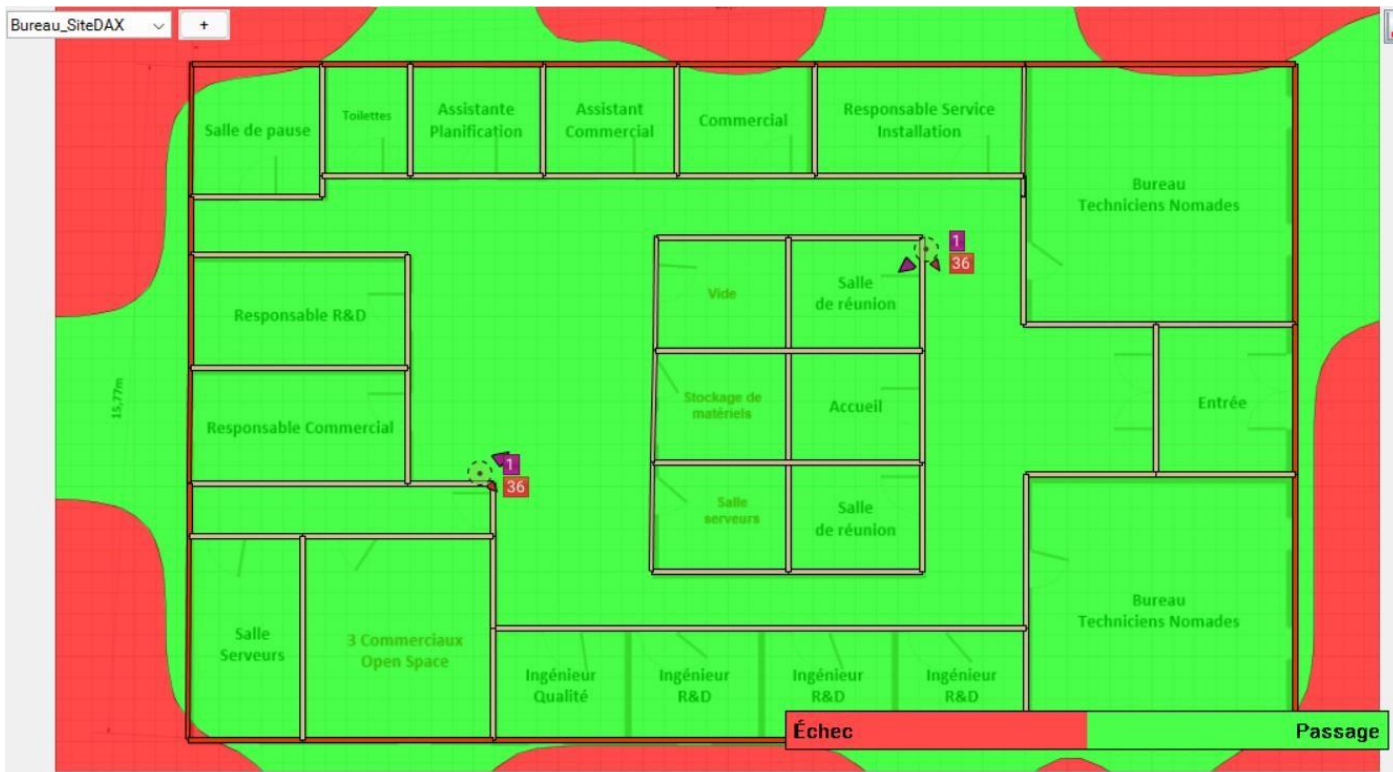 Bureau_SiteDAX
+
Salle de pause
Toilettes
Assistante
Planification
Assistant
Commercial
Commercial
Responsable Service
Installation
Bureau
Techniciens Nomades
1
36
Vide
Salle
de réunion
Responsable R&D
15,77m
Stockage de
matériels
Accueil
Entrée
Responsable Commercial
1
36
Salle
serveurs
Salle
de réunion
Bureau
Techniciens Nomades
Salle
Serveurs
3 Commerciaux
Open Space
Ingénieur
Qualité
Ingénieur
R&D
Ingénieur
R&D
Ingénieur
R&D
Échec
Passage